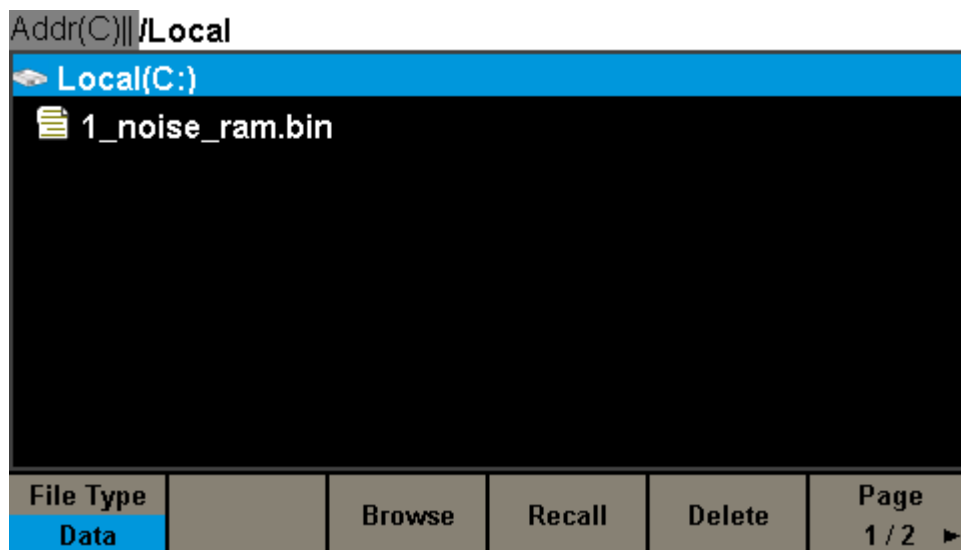 Addr(C)|| /Local
Local(C:)
1_noise_ram.bin
File Type
Data
Browse
Recall
Delete
Page
1/2 ►